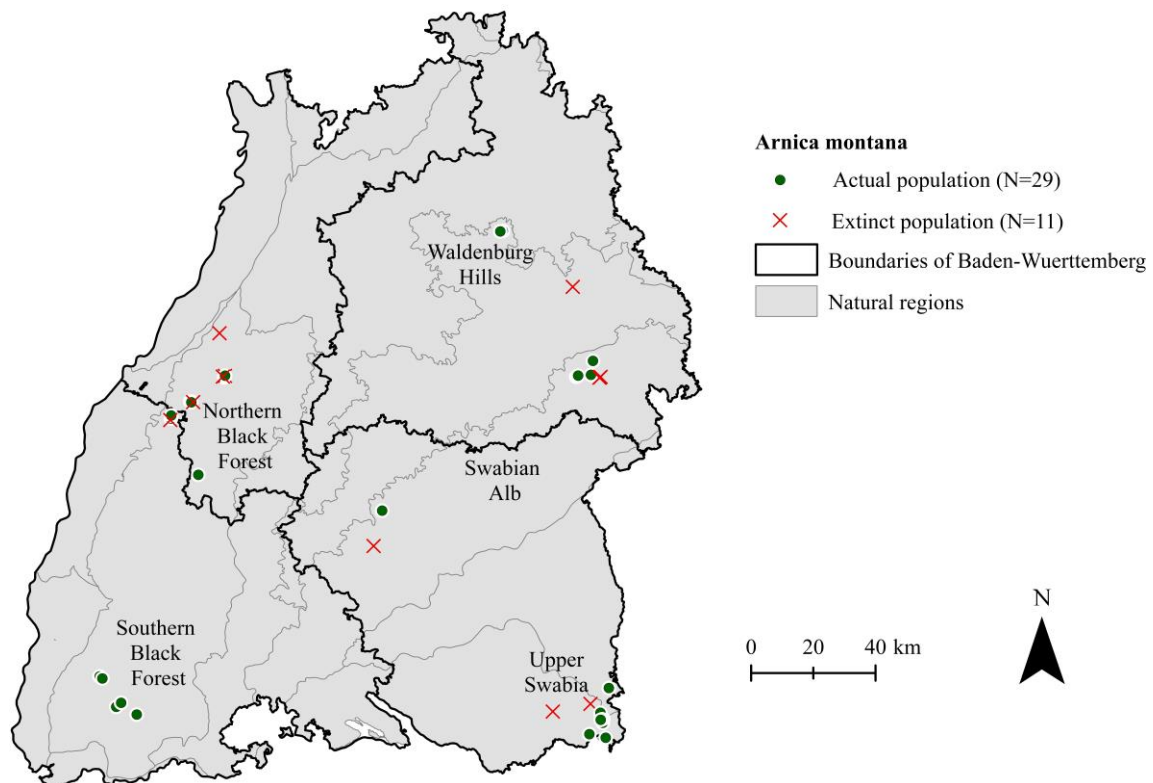 Arnica montana
Actual population (N=29)
Extinct population (N=11)
Boundaries of Baden-Wuerttemberg
Natural regions
Waldenburg
Hills
Northern
Black
Forest
Swabian
Alb
Southern
Black
Forest
Upper
Swabia
N
0 20 40 km